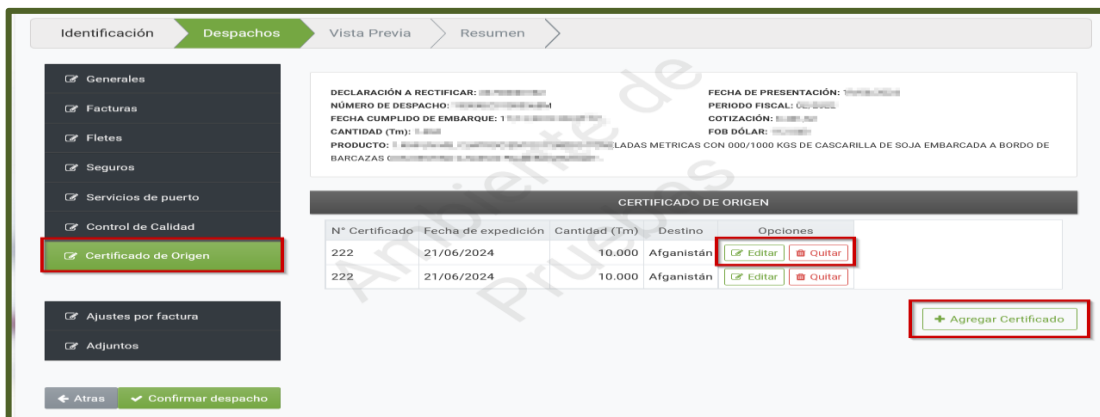 Identificación Despachos Vista Previa Resumen
Generales
Facturas
Fletes
Seguros
Servicios de puerto
Control de Calidad
Certificado de Origen
Ajustes por factura
Adjuntos
Atras Confirmar despacho
DECLARACIÓN A RECTIFICAR: FECHA DE PRESENTACIÓN:
NÚMERO DE DESPACHO: PERIODO FISCAL:
FECHA CUMPLIDO DE EMBARQUE: COTIZACIÓN:
CANTIDAD (Tm): FOB DÓLAR:
PRODUCTO: LADAS METRICAS CON 000/1000 KGS DE CASCARILLA DE SOJA EMBARCADA A BORDO DE
BARCAZAS
CERTIFICADO DE ORIGEN
N° Certificado Fecha de expedición Cantidad (Tm) Destino Opciones
222 21/06/2024 10.000 Afganistán Editar Quitar
222 21/06/2024 10.000 Afganistán Editar Quitar
+ Agregar Certificado
Ambiente de
Pruebas